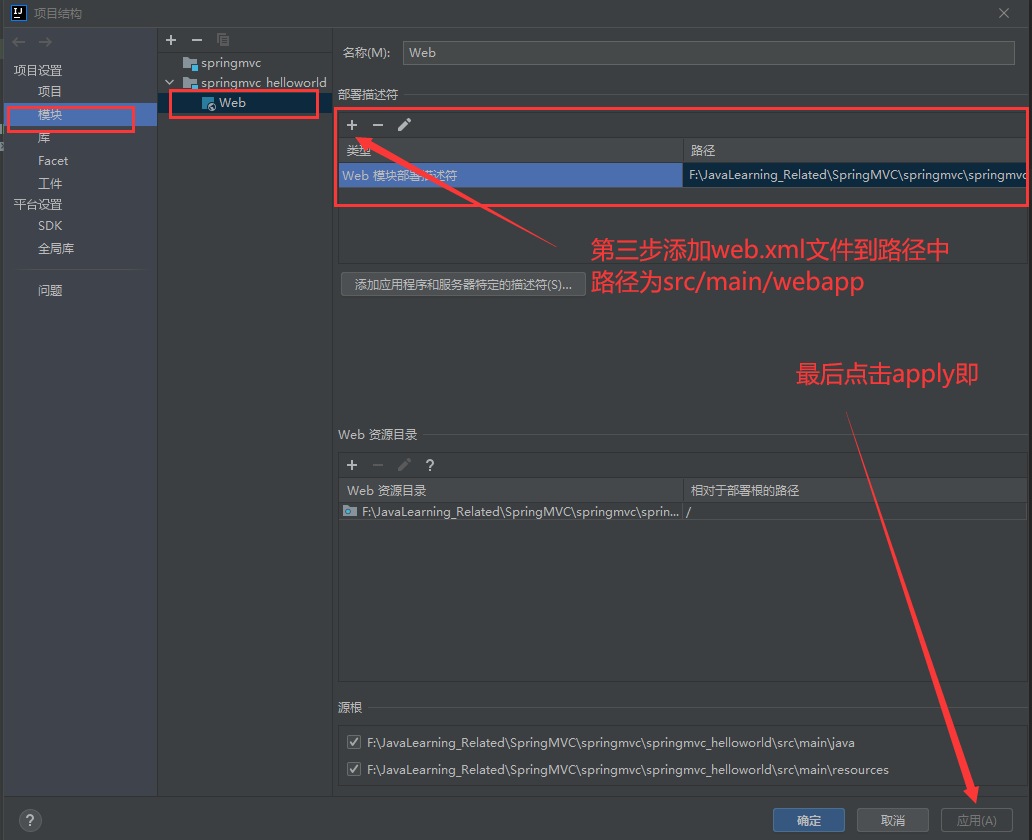 IJ 项目结构
项目设置
项目
模块
库
Facet
工件
平台设置
SDK
全局库
问题
springmvc
springmvc_helloworld
Web
名称(M): Web
部署描述符
类型 路径
Web 模块部署描述符 F:\JavaLearning_Related\SpringMVC\springmvc\springmvc
第三步添加web.xml文件到路径中
路径为src/main/webapp
添加应用程序和服务器特定的描述符(S)...
最后点击apply即
Web 资源目录
?
Web 资源目录 相对于部署根的路径
F:\JavaLearning_Related\SpringMVC\springmvc\sprin... /
源根
F:\JavaLearning_Related\SpringMVC\springmvc\springmvc_helloworld\src\main\java
F:\JavaLearning_Related\SpringMVC\springmvc\springmvc_helloworld\src\main\resources
? 确定 取消 应用(A)